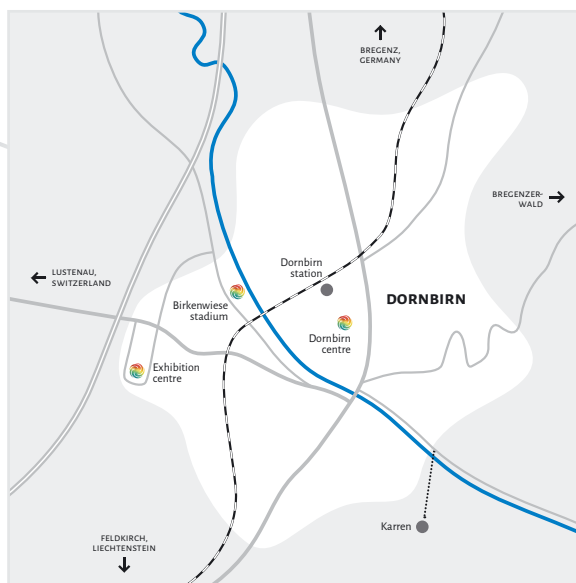 BREGENZ,
GERMANY
BREGENZER-
WALD
Dornbirn
station
LUSTENAU,
SWITZERLAND
DORNBIRN
Birkenwiese
stadium
Dornbirn
centre
Exhibition
centre
Karren
FELDKIRCH,
LIECHTENSTEIN